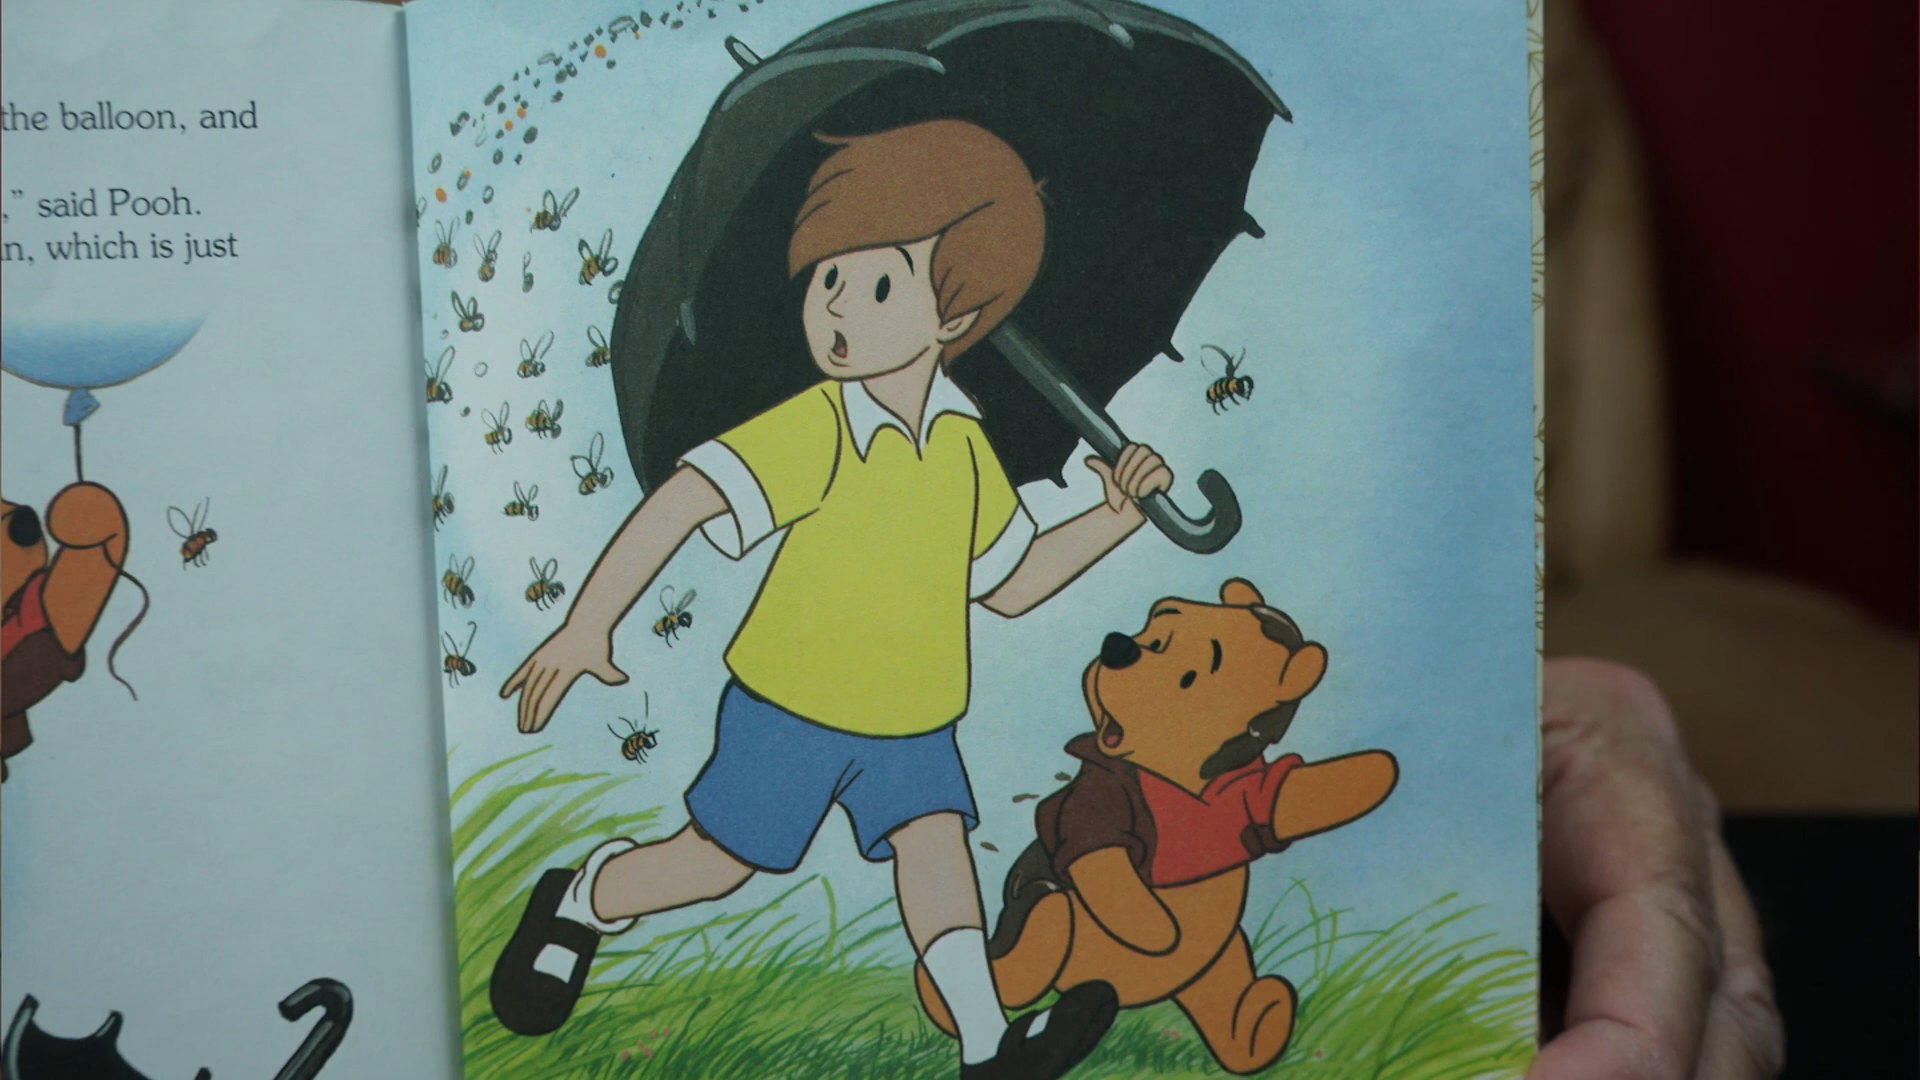 the balloon, and
," said Pooh.
n, which is just